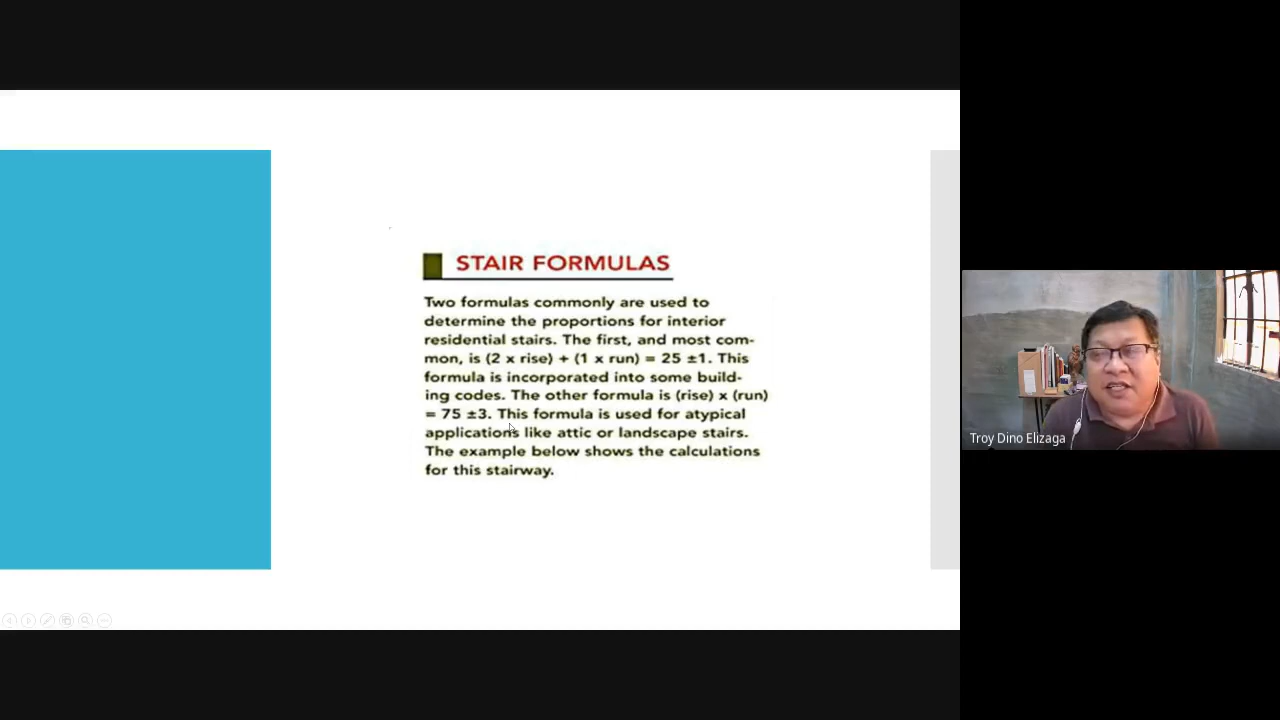 STAIR FORMULAS
Two formulas commonly are used to
determine the proportions for interior
residential stairs. The first, and most com-
mon, is (2 x rise) + (1 x run) = 25 ±1. This
formula is incorporated into some build-
ing codes. The other formula is (rise) x (run)
= 75 ±3. This formula is used for atypical
applications like attic or landscape stairs.
The example below shows the calculations
for this stairway.
Troy Dino Elizaga